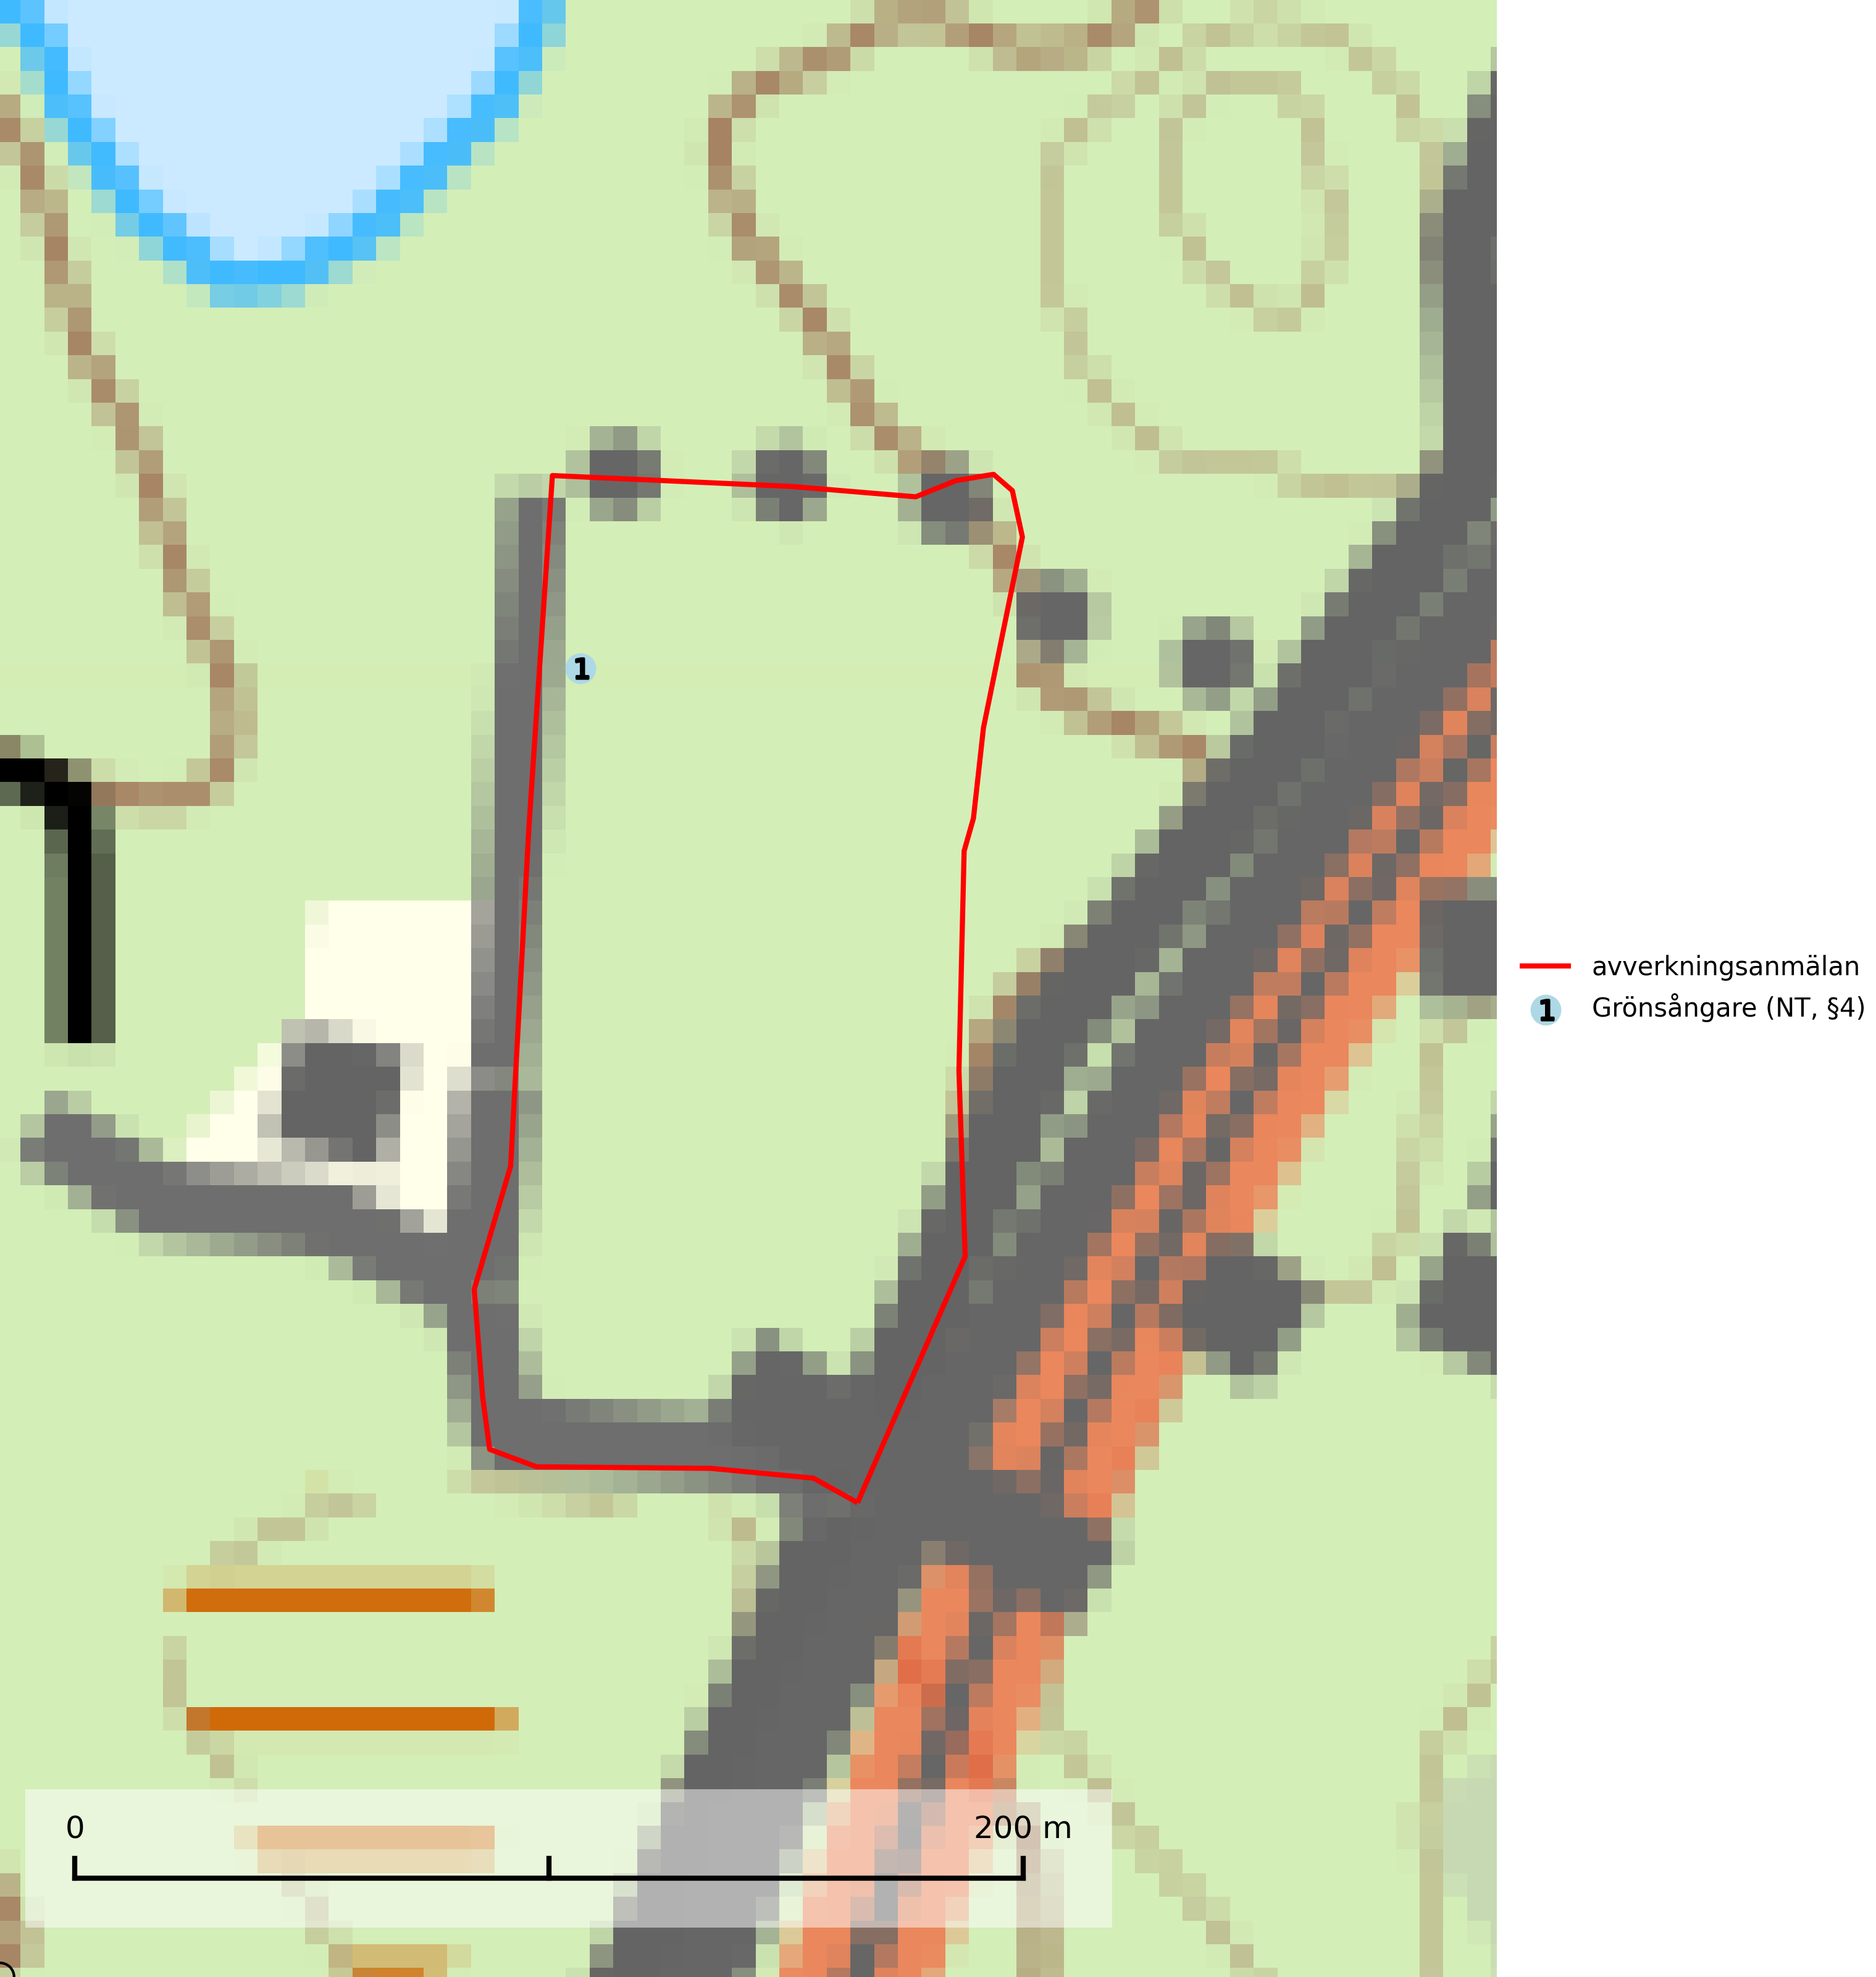 1
avverkningsanmälan
1 Grönsångare (NT, §4)
0 200 m